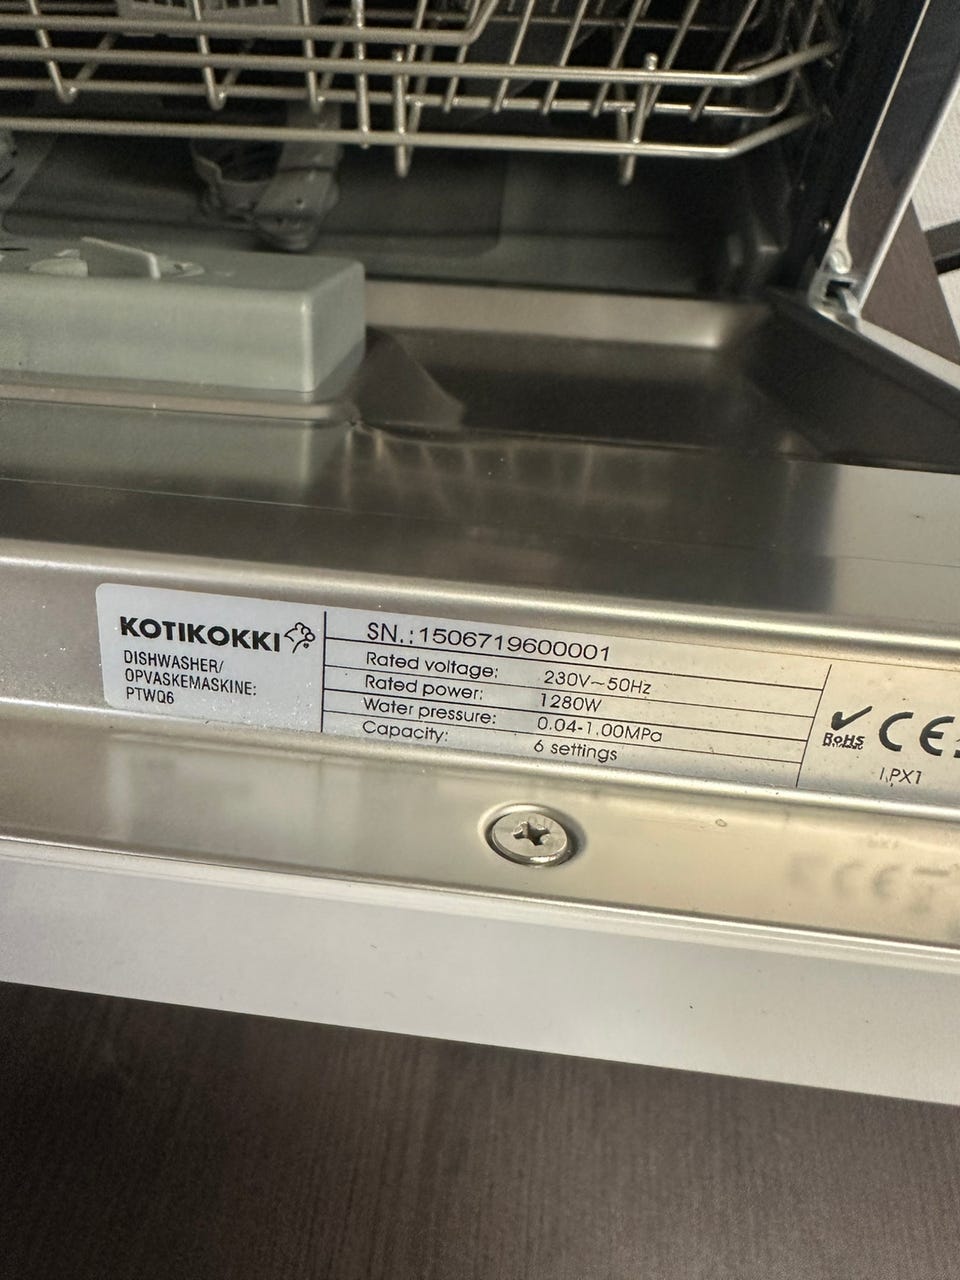 KOTIKOKKI
DISHWASHER/
OPVASKEMASKINE:
PTWQ6
SN.:1506719600001
Rated voltage: 230V~50Hz
Rated power: 1280W
Water pressure: 0.04-1.00MPa
Capacity: 6 settings
RoHS
CE
IPX1